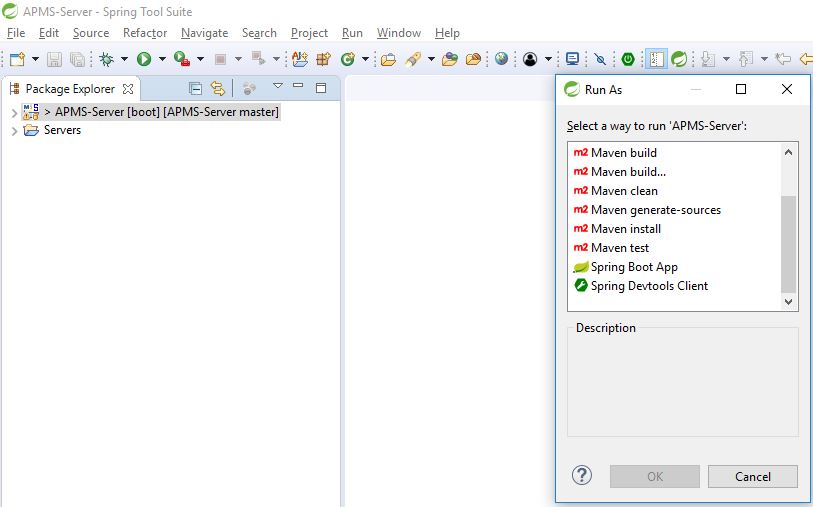 APMS-Server - Spring Tool Suite
File Edit Source Refactor Navigate Search Project Run Window Help
Package Explorer
> APMS-Server [boot] [APMS-Server master]
Servers
Run As
Select a way to run 'APMS-Server':
m2 Maven build
m2 Maven build...
m2 Maven clean
m2 Maven generate-sources
m2 Maven install
m2 Maven test
Spring Boot App
Spring Devtools Client
Description
? OK Cancel